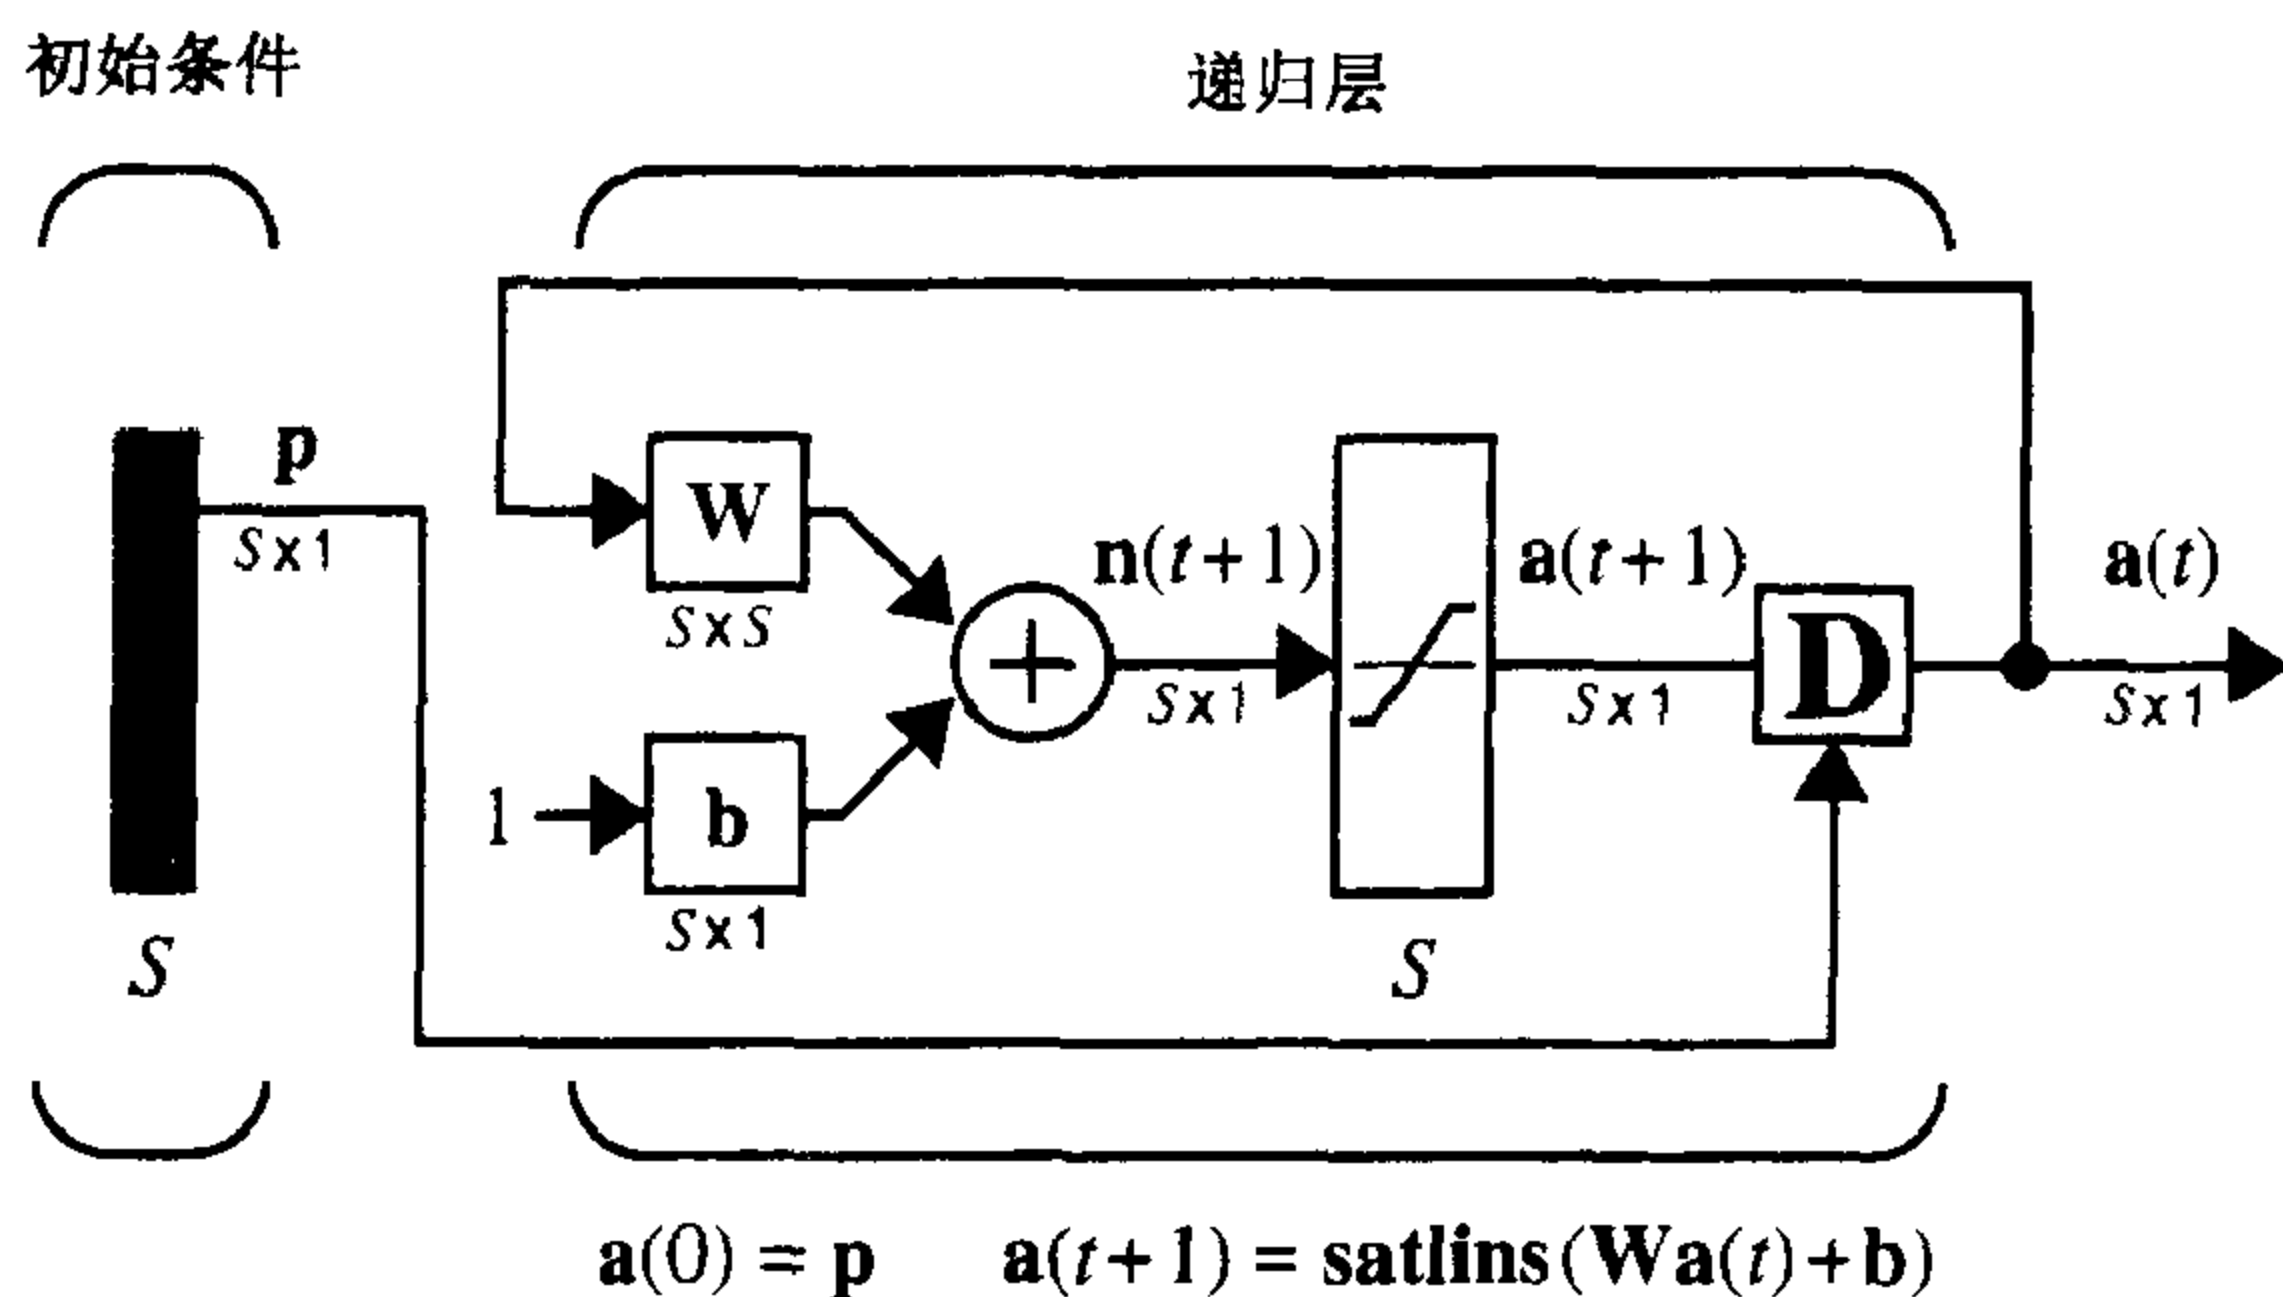 初始条件
递归层
p
S×1
W
S×S
1
b
S×1
n(t+1)
S×1
a(t+1)
S×1
D
a(t)
S×1
S
S
a(0) = p a(t+1) = satlins(Wa(t)+b)